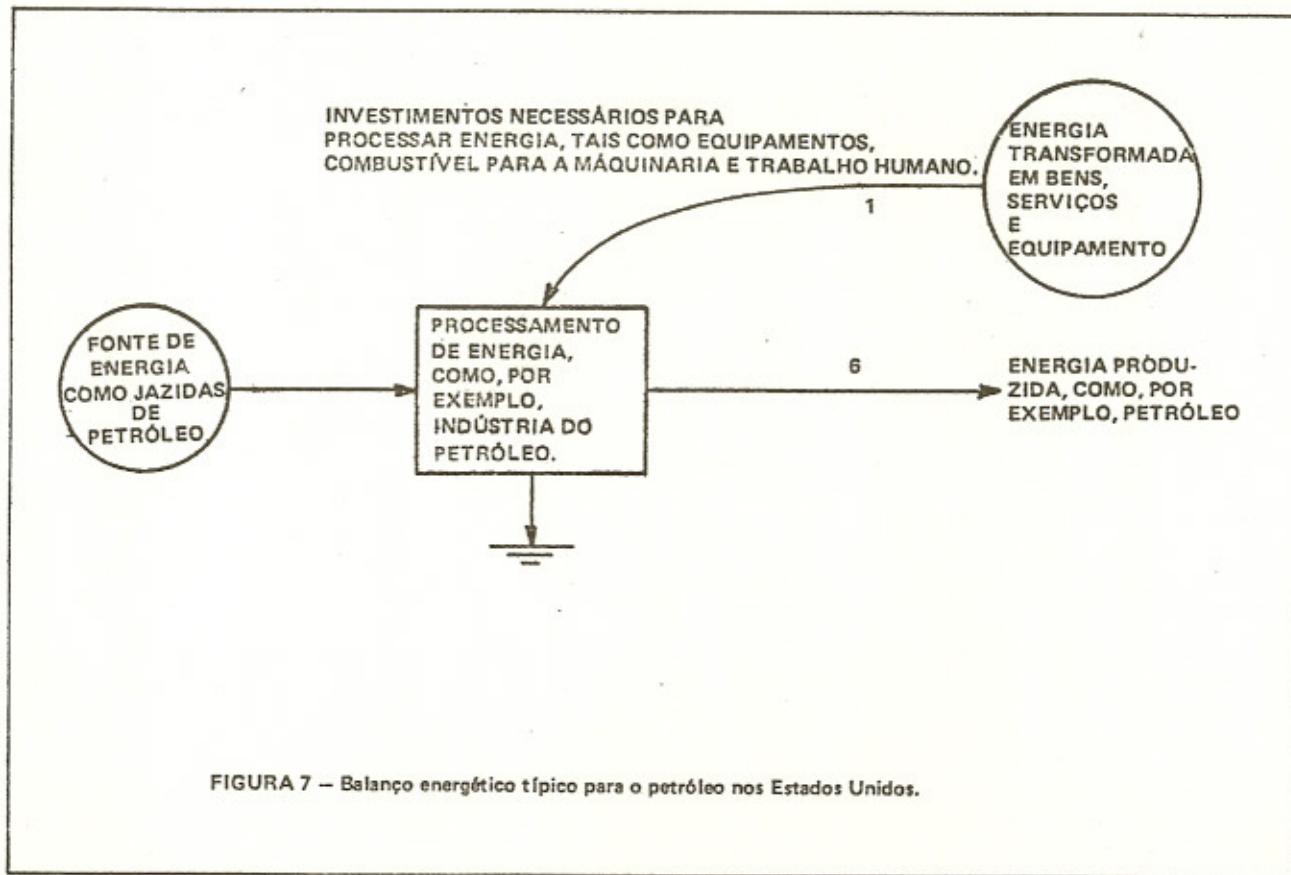 INVESTIMENTOS NECESSÁRIOS PARA
PROCESSAR ENERGIA, TAIS COMO EQUIPAMENTOS,
COMBUSTÍVEL PARA A MÁQUINARIA E TRABALHO HUMANO.
1
ENERGIA
TRANSFORMADA
EM BENS,
SERVIÇOS
E
EQUIPAMENTO
FONTE DE
ENERGIA
COMO JAZIDAS
DE
PETRÓLEO
PROCESSAMENTO
DE ENERGIA,
COMO, POR
EXEMPLO,
INDÚSTRIA DO
PETRÓLEO.
6
ENERGIA PRODU-
ZIDA, COMO, POR
EXEMPLO, PETRÓLEO
FIGURA 7 — Balanço energético típico para o petróleo nos Estados Unidos.